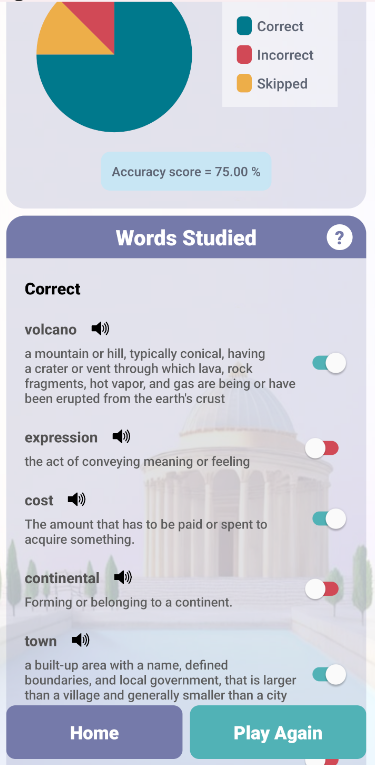 Correct
Incorrect
Skipped
Accuracy score = 75.00 %
Words Studied
?
Correct
volcano
a mountain or hill, typically conical, having
a crater or vent through which lava, rock
fragments, hot vapor, and gas are being or have
been erupted from the earth's crust
expression
the act of conveying meaning or feeling
cost
The amount that has to be paid or spent to
acquire something.
continental
Forming or belonging to a continent.
town
a built-up area with a name, defined
boundaries, and local government, that is larger
than a village and generally smaller than a city
Home
Play Again